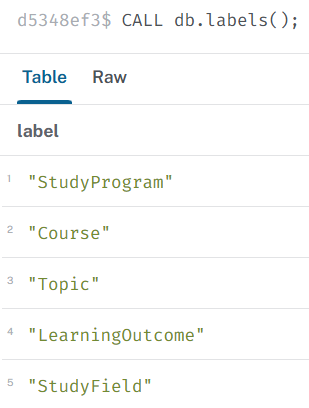 d5348ef3$ CALL db.labels();
Table Raw
label
1 "StudyProgram"
2 "Course"
3 "Topic"
4 "LearningOutcome"
5 "StudyField"